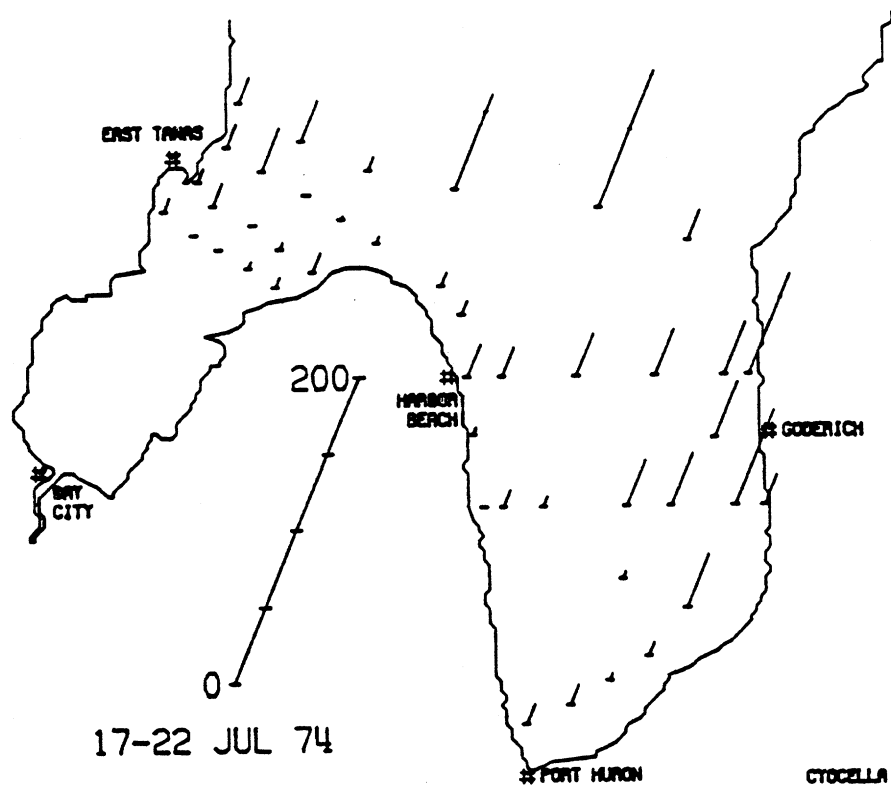 EAST TAWAS
200
HARBOR
BEACH
GODERICH
BAY
CITY
0
17-22 JUL 74
PORT HURON
CTOCELLA